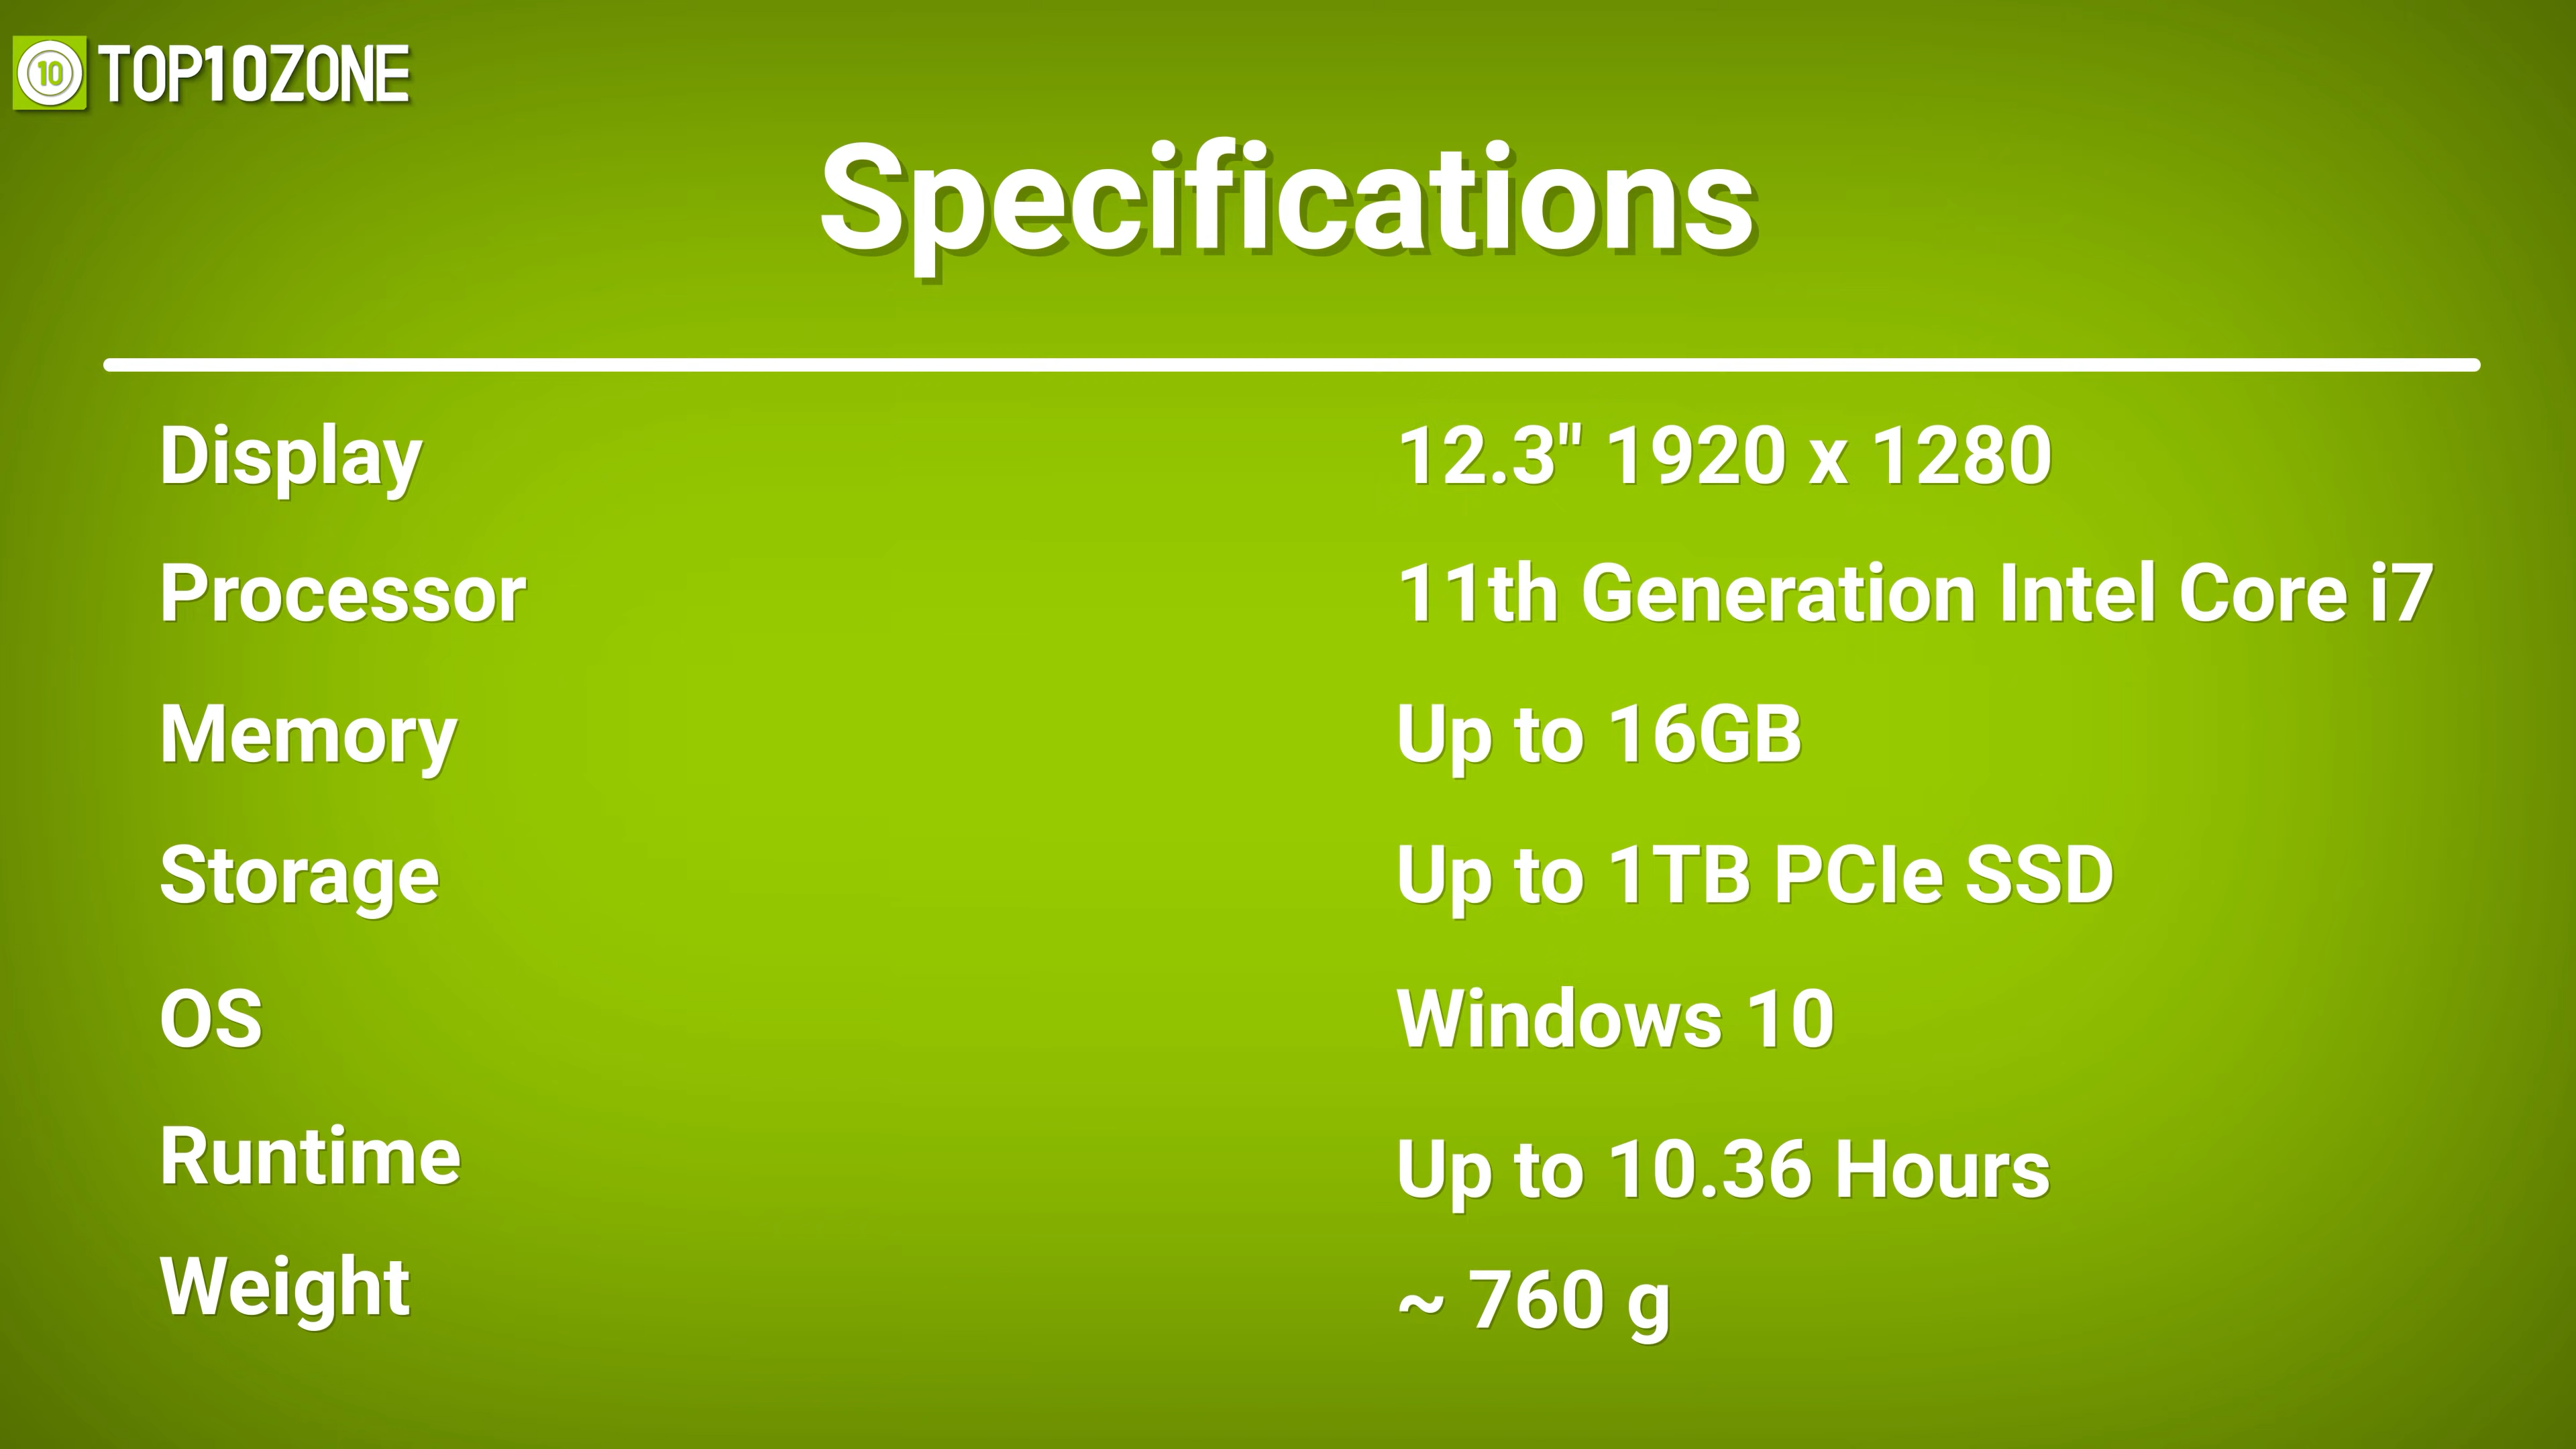 10 TOP10ZONE
Specifications
Display 12.3" 1920 x 1280
Processor 11th Generation Intel Core i7
Memory Up to 16GB
Storage Up to 1TB PCIe SSD
OS Windows 10
Runtime Up to 10.36 Hours
Weight ~ 760 g